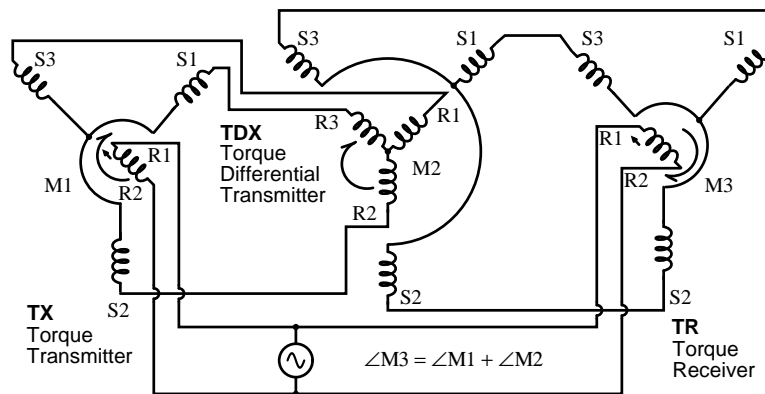 S3
S1
S3
S1
S3
S1
R3
R1
TDX
Torque
Differential
Transmitter
R1
M1
R2
M2
R2
R1
R2
M3
S2
S2
S2
TX
Torque
Transmitter
∠M3 = ∠M1 + ∠M2
TR
Torque
Receiver